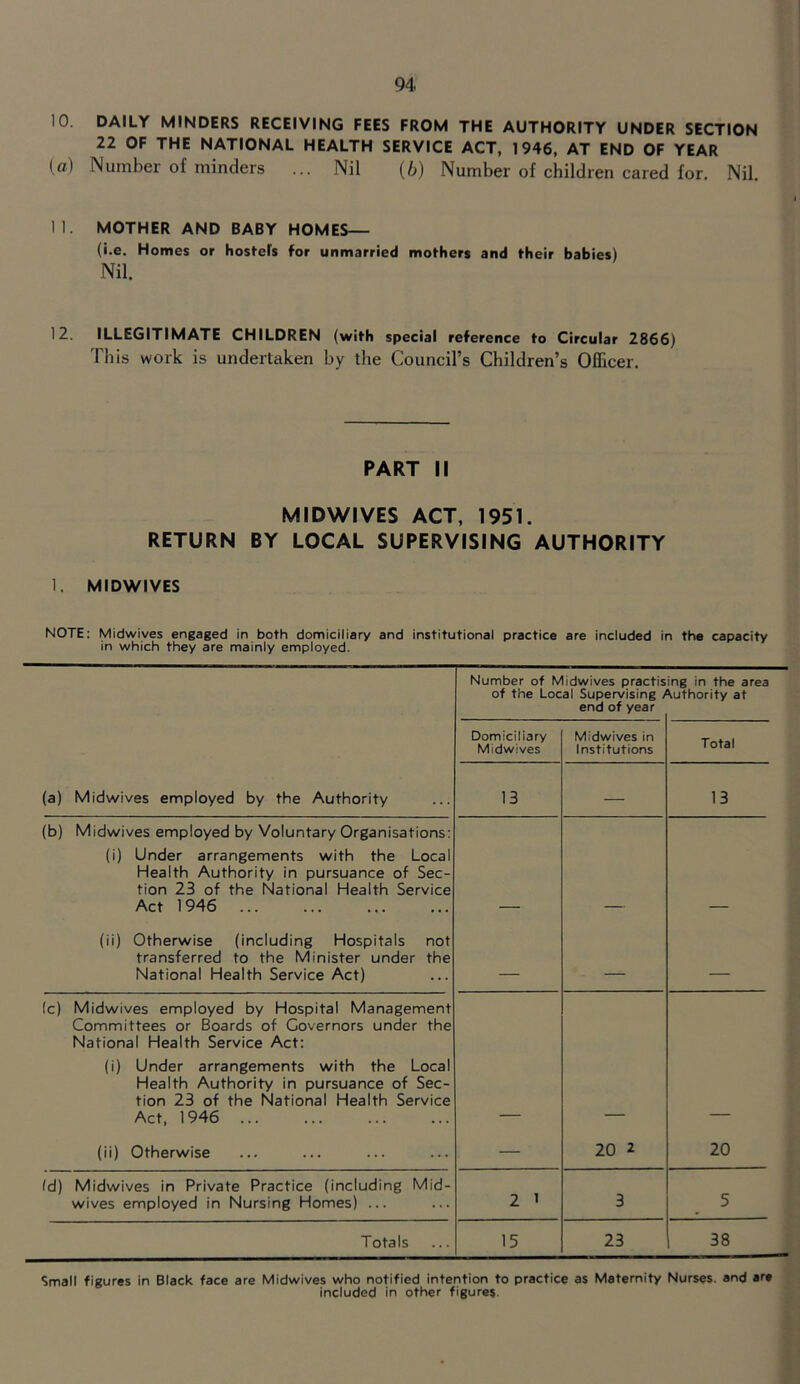 94
10. DAILY MINDERS RECEIVING FEES FROM THE AUTHORITY UNDER SECTION
22 OF THE NATIONAL HEALTH SERVICE ACT, 1946, AT END OF YEAR
(a) Number of minders ... Nil (b) Number of children cared for. Nil.
11. MOTHER AND BABY HOMES—
(i.e. Homes or hostels for unmarried mothers and their babies)
Nil.
12. ILLEGITIMATE CHILDREN (with special reference to Circular 2866)
This work is undertaken by the Council's Children's Officer.
PART II
MIDWIVES ACT, 1951.
RETURN BY LOCAL SUPERVISING AUTHORITY
1. MIDWIVES
NOTE: Midwives engaged in both domiciliary and institutional practice are included in the capacity
in which they are mainly employed.
Number of Midwives practising in the area
of the Local Supervising Authority at
end of year
Domiciliary Midwives in Total
Midwives Institutions
(a) Midwives employed by the Authority ... 13 — 13
(b) Midwives employed by Voluntary Organisations:
(i) Under arrangements with the Local
Health Authority in pursuance of Sec-
tion 23 of the National Health Service
Act 1946 ... ... ... ... — — —
(ii) Otherwise (including Hospitals not
transferred to the Minister under the
National Health Service Act) ... — — —
(c) Midwives employed by Hospital Management
Committees or Boards of Governors under the
National Health Service Act:
(i) Under arrangements with the Local
Health Authority in pursuance of Sec-
tion 23 of the National Health Service
Act, 1946 ... ... ... ... — — —
(ii) Otherwise ... ... ... ... — 20 2 20
(d) Midwives in Private Practice (including Mid-
wives employed in Nursing Homes) ... ... 2 1 3 5
Totals ... 15 23 38
Small figures in Black face are Midwives who notified intention to practice as Maternity Nurses. and are
included in other figures.